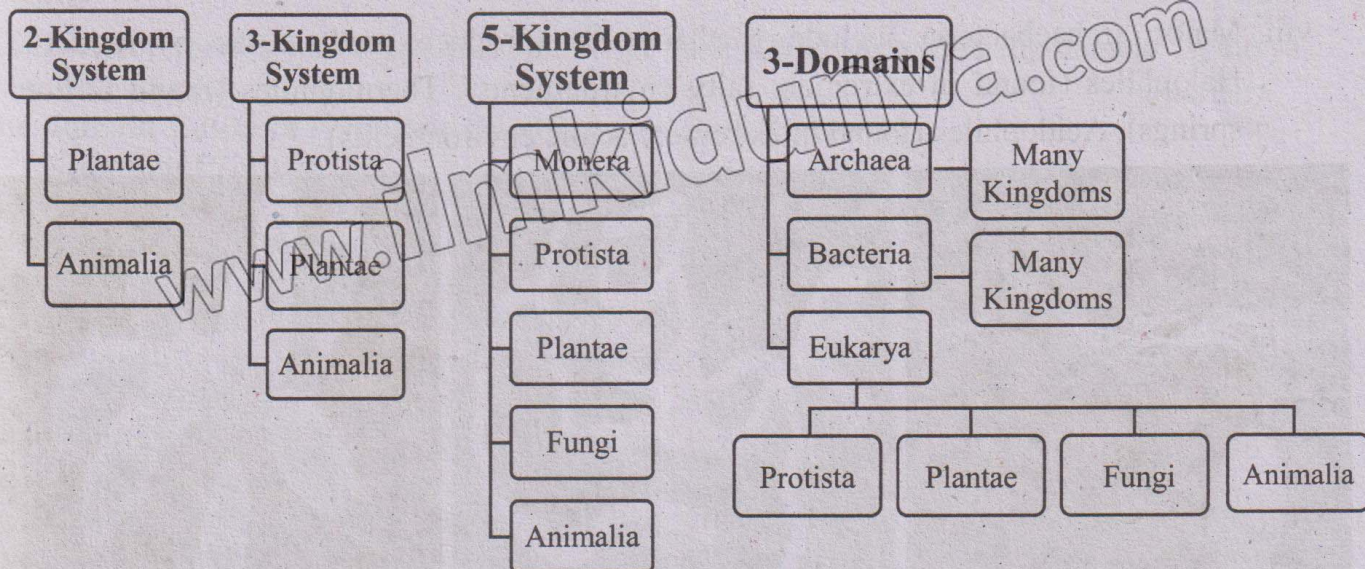 2-Kingdom
System
Plantae
Animalia
3-Kingdom
System
Protista
Plantae
Animalia
5-Kingdom
System
Monera
Protista
Plantae
Fungi
Animalia
3-Domains
Archaea
Many
Kingdoms
Bacteria
Many
Kingdoms
Eukarya
Protista
Plantae
Fungi
Animalia
www.ilmkidunya.com